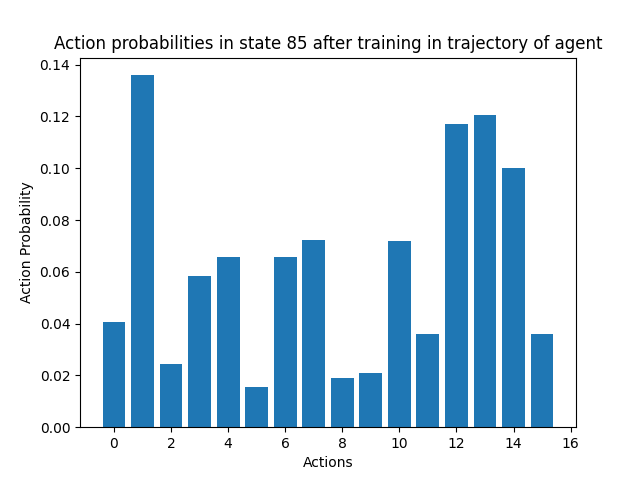 Action probabilities in state 85 after training in trajectory of agent
0.14
0.12
0.10
0.08
0.06
0.04
0.02
0.00
Action Probability
0 2 4 6 8 10 12 14 16
Actions